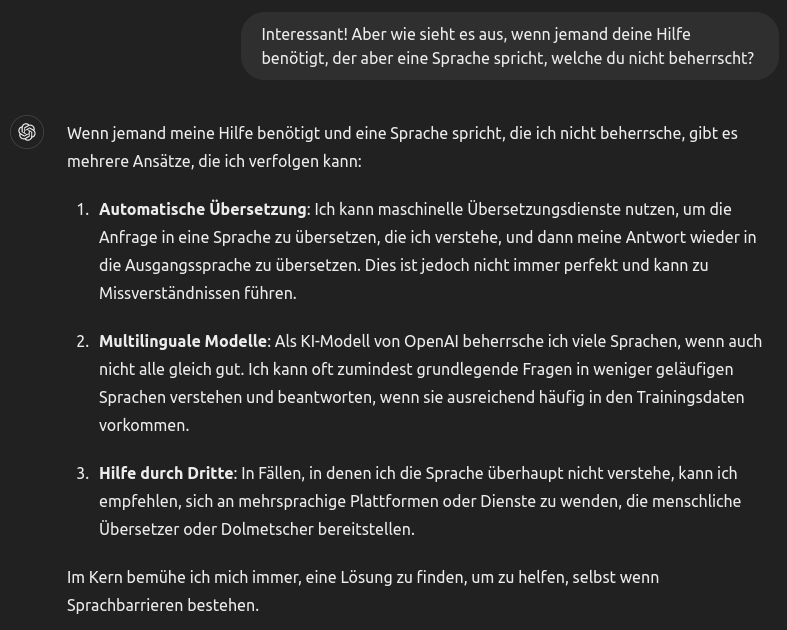 Interessant! Aber wie sieht es aus, wenn jemand deine Hilfe
benötigt, der aber eine Sprache spricht, welche du nicht beherrscht?
Wenn jemand meine Hilfe benötigt und eine Sprache spricht, die ich nicht beherrsche, gibt es
mehrere Ansätze, die ich verfolgen kann:
1. Automatische Übersetzung: Ich kann maschinelle Übersetzungsdienste nutzen, um die
Anfrage in eine Sprache zu übersetzen, die ich verstehe, und dann meine Antwort wieder in
die Ausgangssprache zu übersetzen. Dies ist jedoch nicht immer perfekt und kann zu
Missverständnissen führen.
2. Multilinguale Modelle: Als KI-Modell von OpenAI beherrsche ich viele Sprachen, wenn auch
nicht alle gleich gut. Ich kann oft zumindest grundlegende Fragen in weniger geläufigen
Sprachen verstehen und beantworten, wenn sie ausreichend häufig in den Trainingsdaten
vorkommen.
3. Hilfe durch Dritte: In Fällen, in denen ich die Sprache überhaupt nicht verstehe, kann ich
empfehlen, sich an mehrsprachige Plattformen oder Dienste zu wenden, die menschliche
Übersetzer oder Dolmetscher bereitstellen.
Im Kern bemühe ich mich immer, eine Lösung zu finden, um zu helfen, selbst wenn
Sprachbarrieren bestehen.